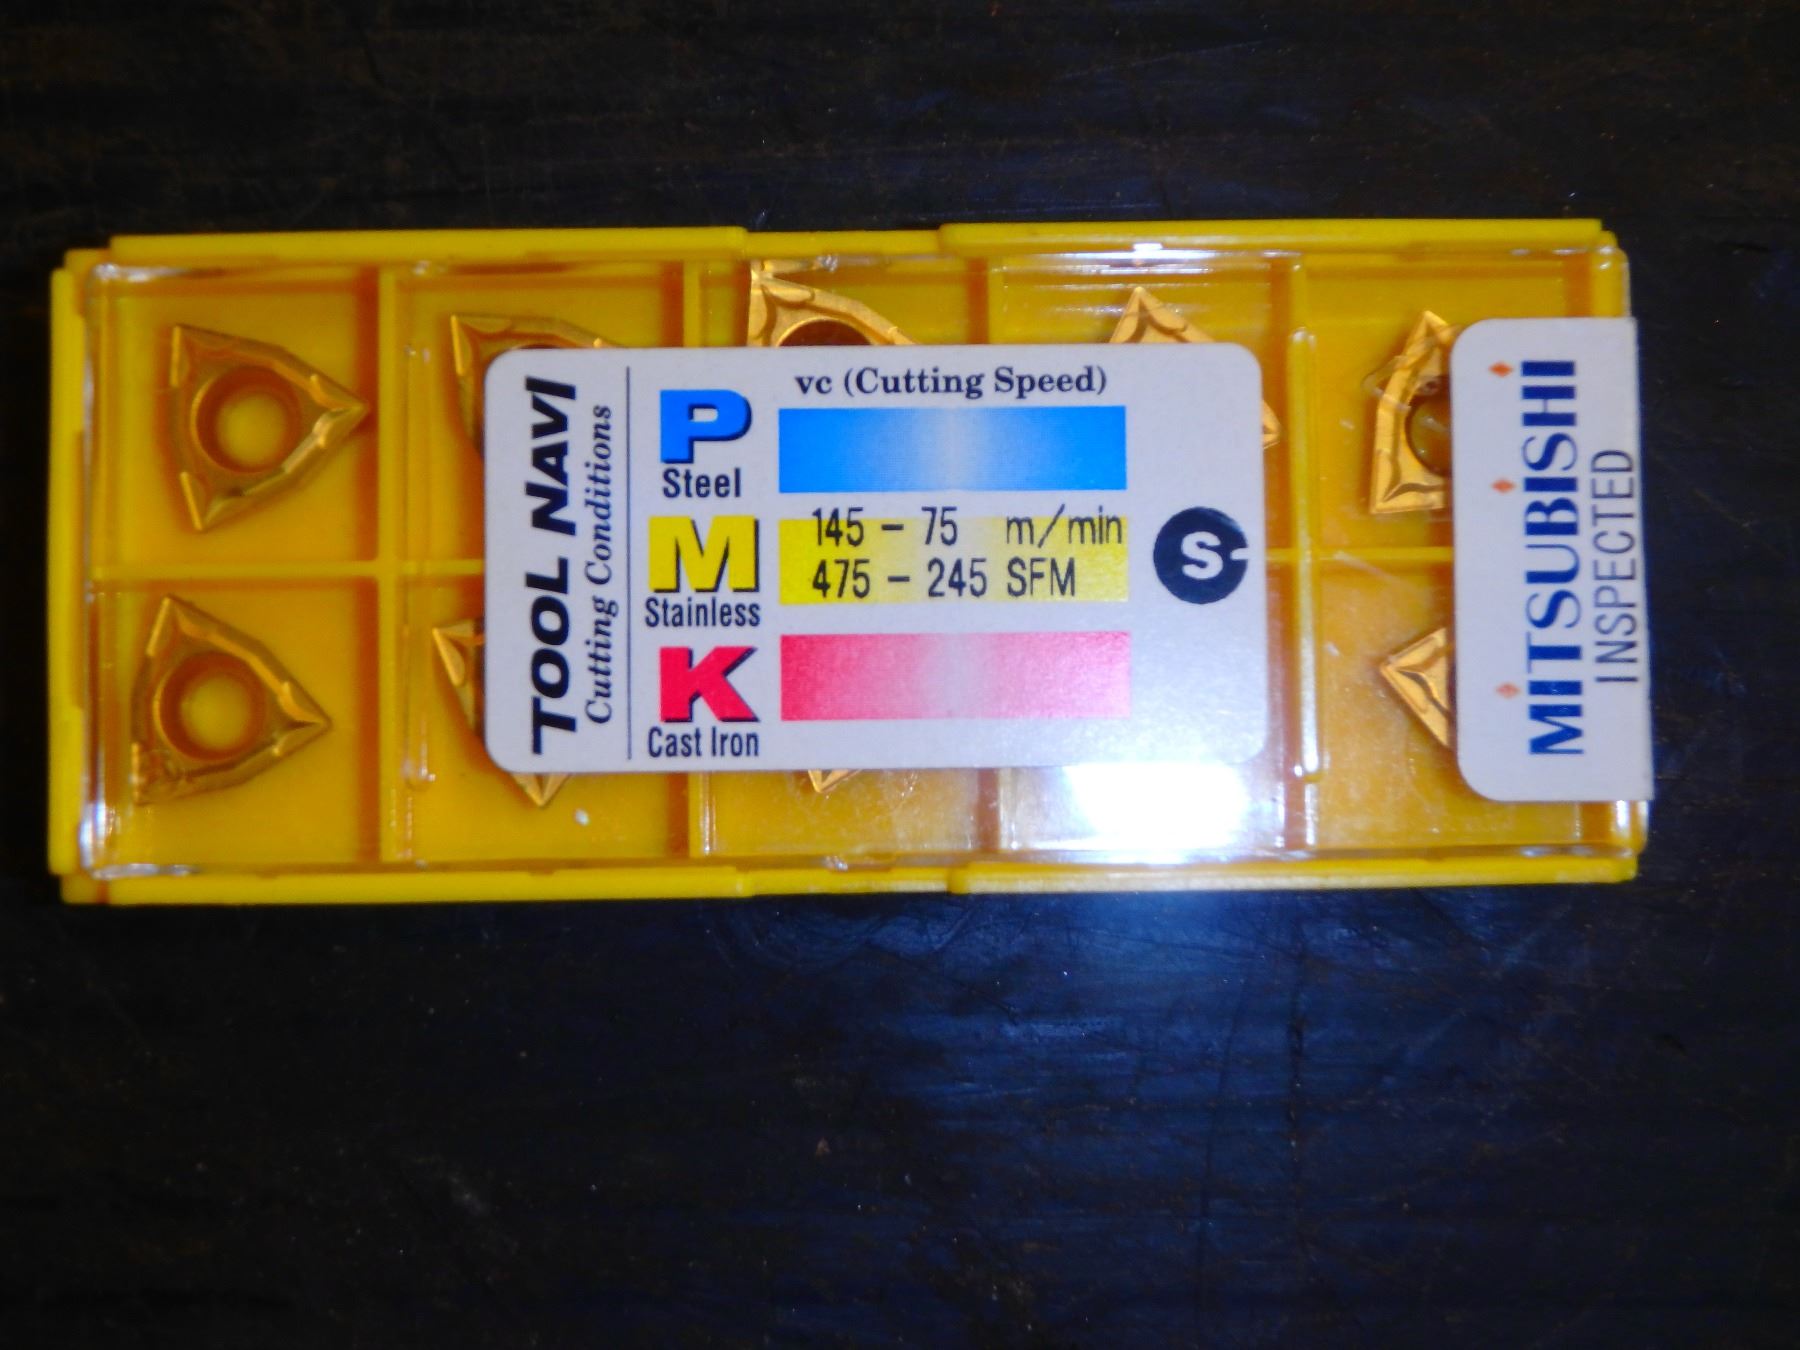 TOOL NAVI
Cutting Conditions
vc (Cutting Speed)
P
Steel
M
Stainless
145 - 75 m/min
475 - 245 SFM
K
Cast Iron
S
MITSUBISHI
INSPECTED